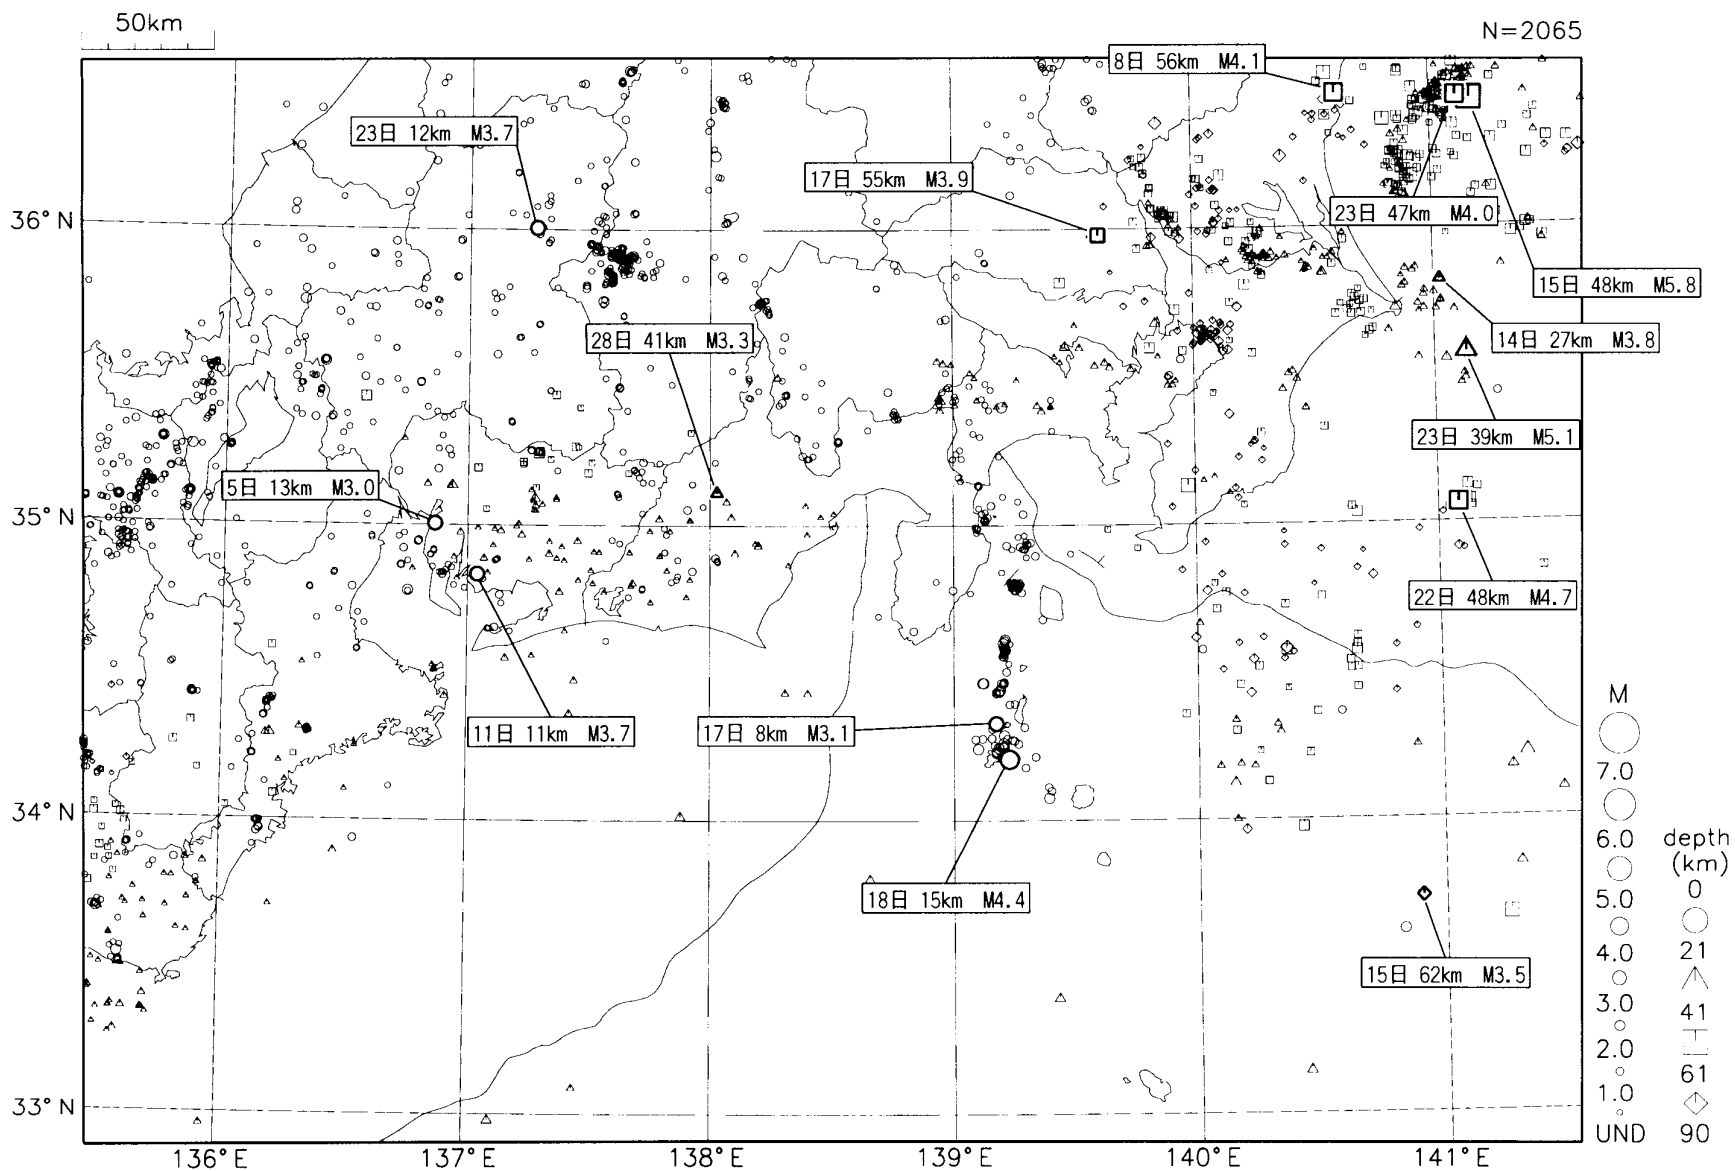 50km
N=2065
8日 56km M4.1
23日 12km M3.7
17日 55km M3.9
23日 47km M4.0
36°N
15日 48km M5.8
28日 41km M3.3
14日 27km M3.8
23日 39km M5.1
5日 13km M3.0
35°N
22日 48km M4.7
11日 11km M3.7
17日 8km M3.1
34°N
18日 15km M4.4
15日 62km M3.5
33°N
136°E
137°E
138°E
139°E
140°E
141°E
M
7.0
6.0
5.0
4.0
3.0
2.0
1.0
UND
depth
(km)
0
21
41
61
90